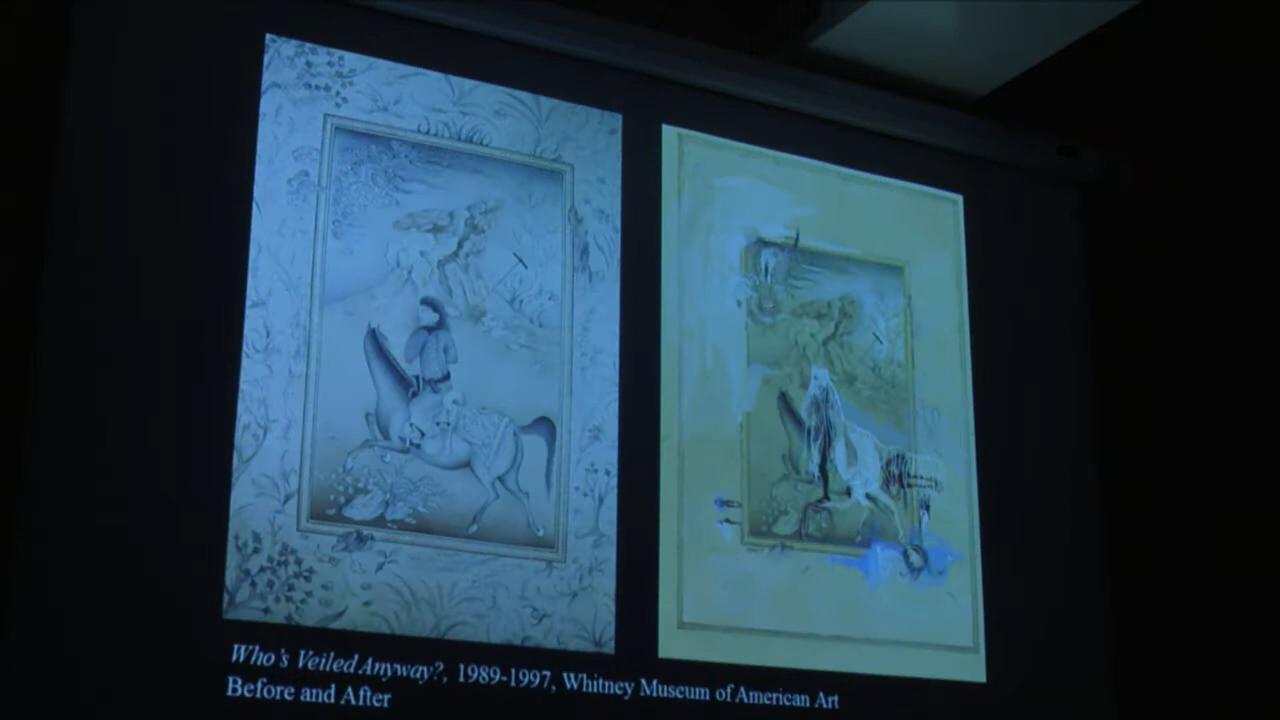 Who's Veiled Anyway?, 1989-1997, Whitney Museum of American Art
Before and After